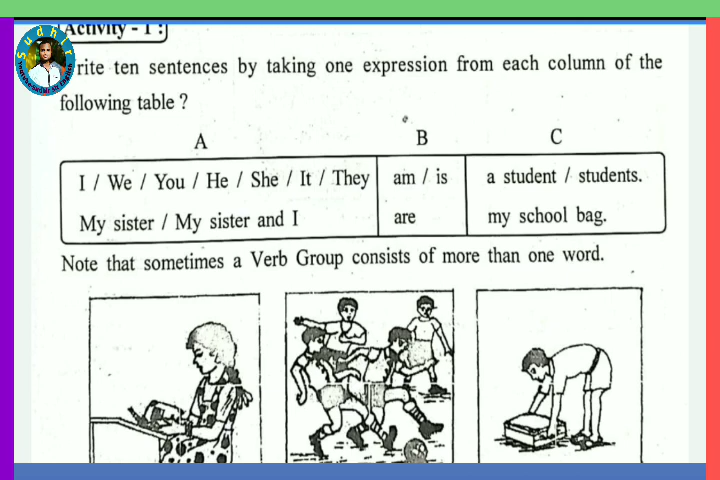 Activity - 1 :
rite ten sentences by taking one expression from each column of the
following table ?
A B C
I / We / You / He / She / It / They am / is a student / students.
My sister / My sister and I are my school bag.
Note that sometimes a Verb Group consists of more than one word.
Sudhir